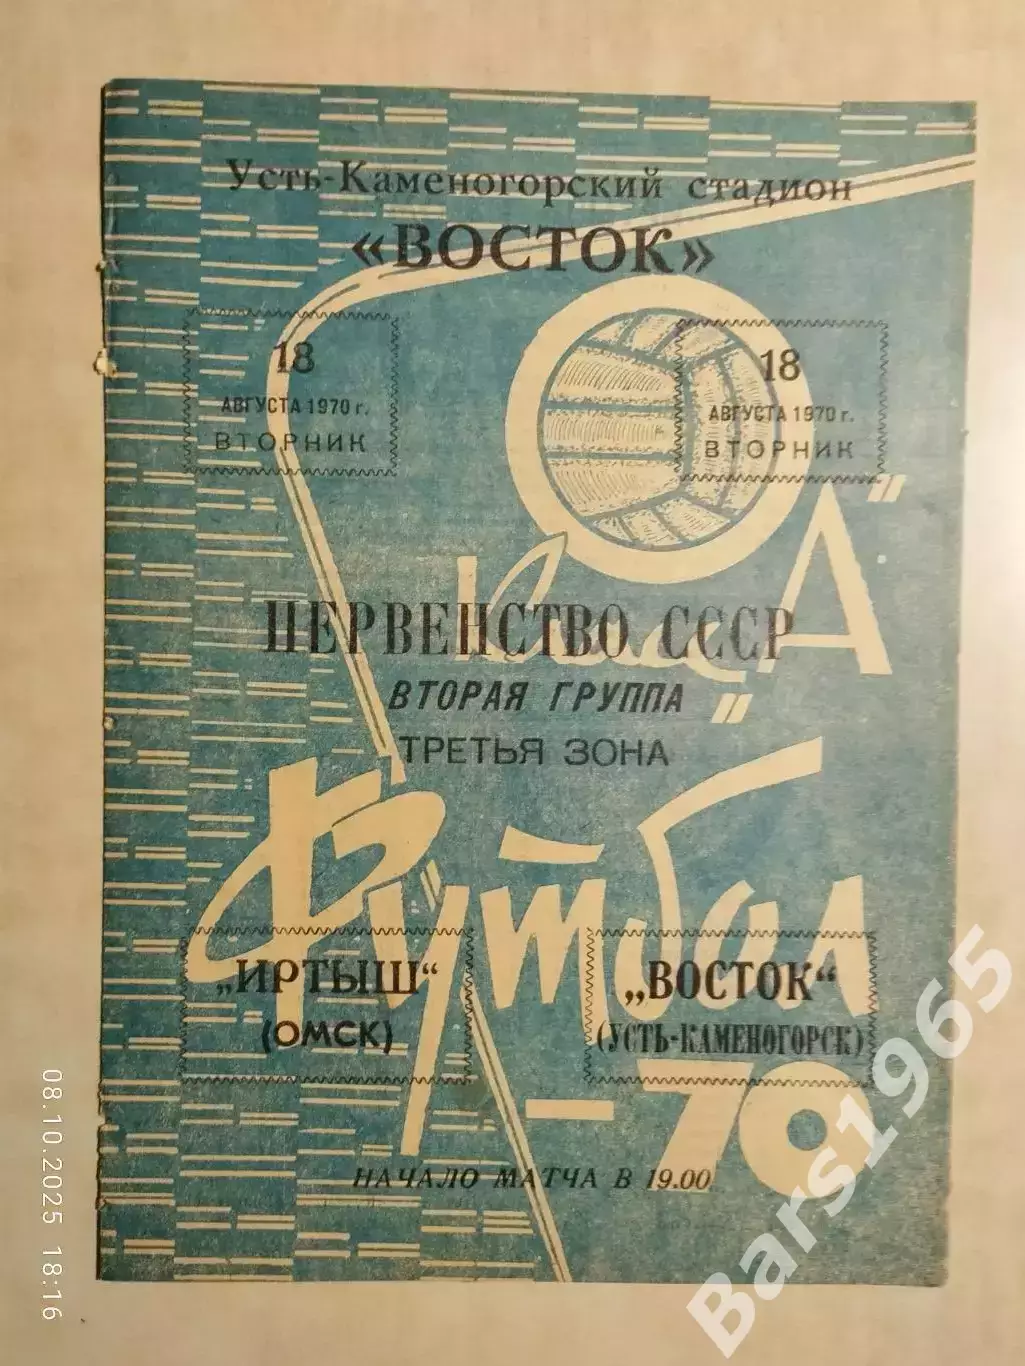 Усть-Каменогорский стадион
«ВОСТОК»
18
АВГУСТА 1970 г.
ВТОРНИК
18
АВГУСТА 1970 г.
ВТОРНИК
Класс „А“
ПЕРВЕНСТВО СССР
ВТОРАЯ ГРУППА
ТРЕТЬЯ ЗОНА
Футбол
„ИРТЫШ“
(ОМСК)
„ВОСТОК“
(УСТЬ-КАМЕНОГОРСК)
-70
НАЧАЛО МАТЧА В 19.00
08.10.2025 18:16
Bars1965